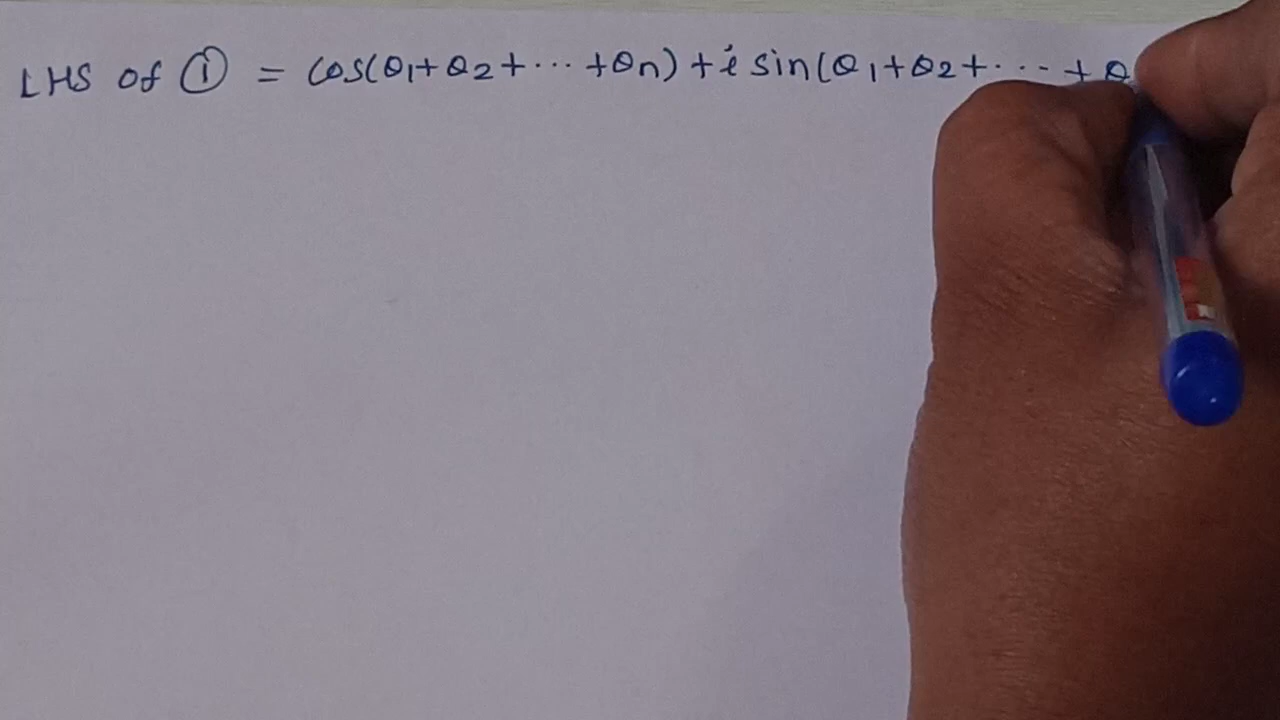 LHS of ① = cos(θ1+θ2+···+θn)+i sin(θ1+θ2+···+θ